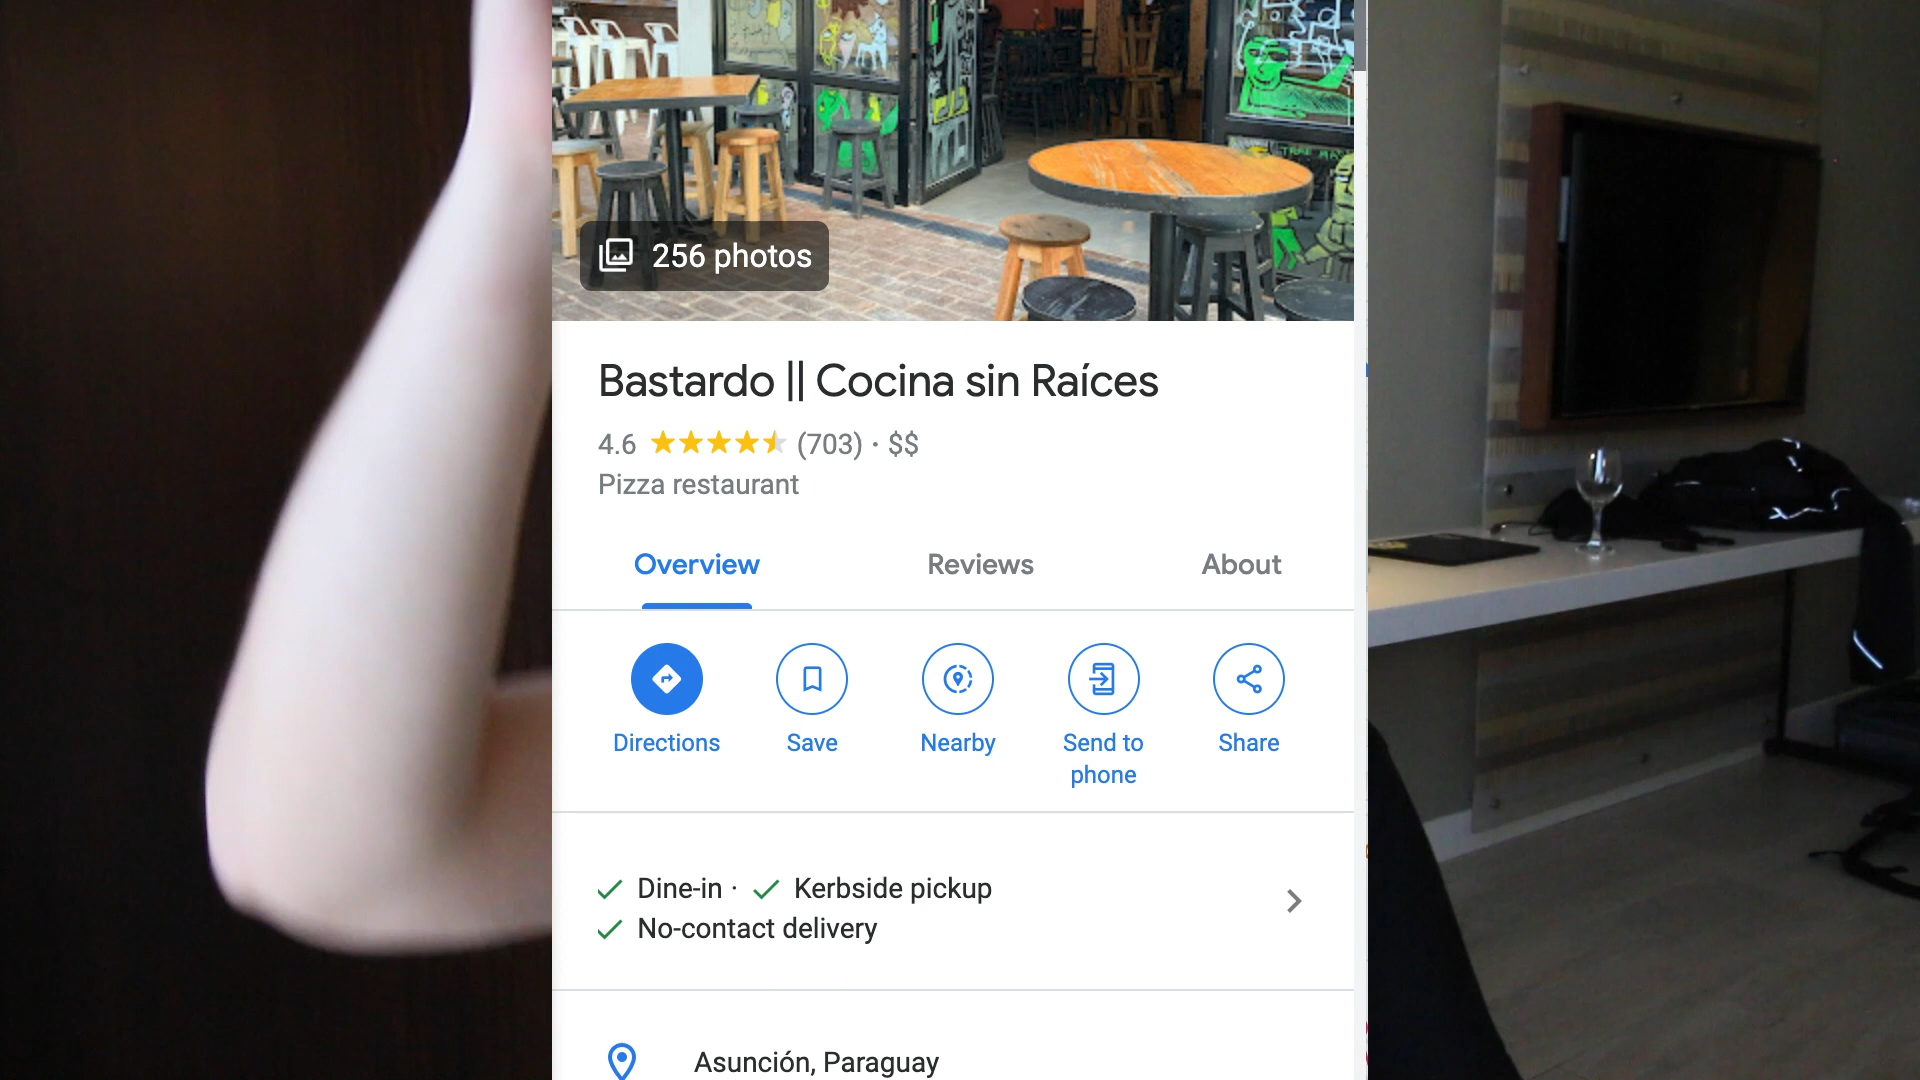 256 photos
Bastardo || Cocina sin Raíces
4.6 (703) · $$
Pizza restaurant
Overview Reviews About
Directions Save Nearby Send to phone Share
Dine-in · Kerbside pickup
No-contact delivery
Asunción, Paraguay